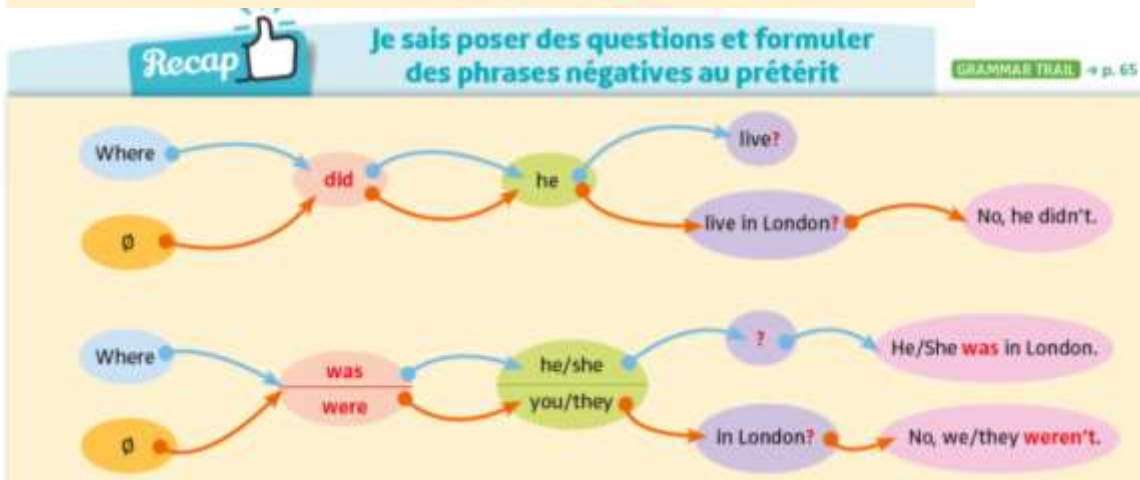 Recap
Je sais poser des questions et formuler
des phrases négatives au prétérit
GRAMMAR TRAIL → p. 65
Where
did
he
live?
Ø
live in London?
No, he didn't.
Where
was
were
he/she
you/they
?
He/She was in London.
Ø
in London?
No, we/they weren't.